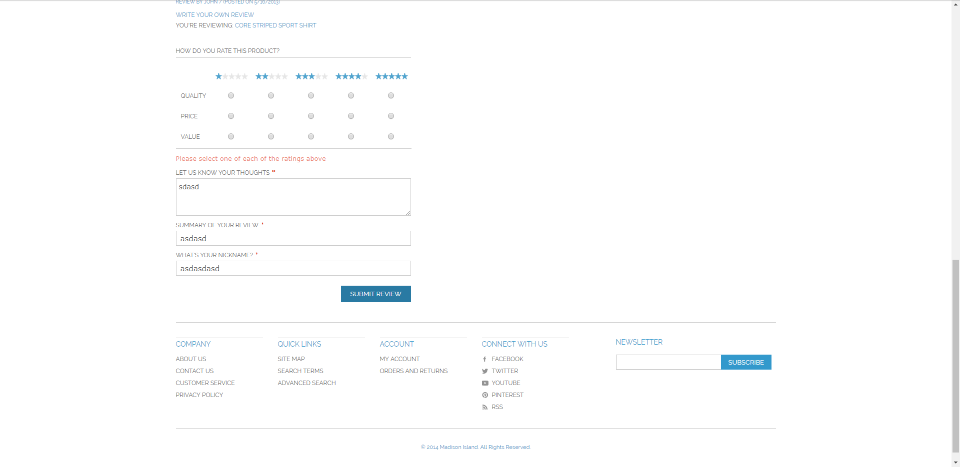 REVIEW BY JOHN / (POSTED ON 5/16/2013)
WRITE YOUR OWN REVIEW
YOU'RE REVIEWING: CORE STRIPED SPORT SHIRT
HOW DO YOU RATE THIS PRODUCT?
QUALITY
PRICE
VALUE
Please select one of each of the ratings above
LET US KNOW YOUR THOUGHTS *
sdasd
SUMMARY OF YOUR REVIEW *
asdasd
WHAT'S YOUR NICKNAME? *
asdasdasd
SUBMIT REVIEW
COMPANY
ABOUT US
CONTACT US
CUSTOMER SERVICE
PRIVACY POLICY
QUICK LINKS
SITE MAP
SEARCH TERMS
ADVANCED SEARCH
ACCOUNT
MY ACCOUNT
ORDERS AND RETURNS
CONNECT WITH US
FACEBOOK
TWITTER
YOUTUBE
PINTEREST
RSS
NEWSLETTER
SUBSCRIBE
© 2014 Madison Island. All Rights Reserved.